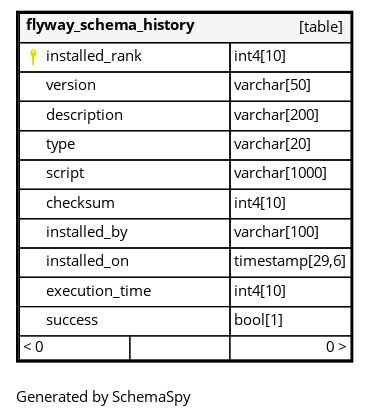 flyway_schema_history [table]
installed_rank int4[10]
version varchar[50]
description varchar[200]
type varchar[20]
script varchar[1000]
checksum int4[10]
installed_by varchar[100]
installed_on timestamp[29,6]
execution_time int4[10]
success bool[1]
< 0 0 >
Generated by SchemaSpy